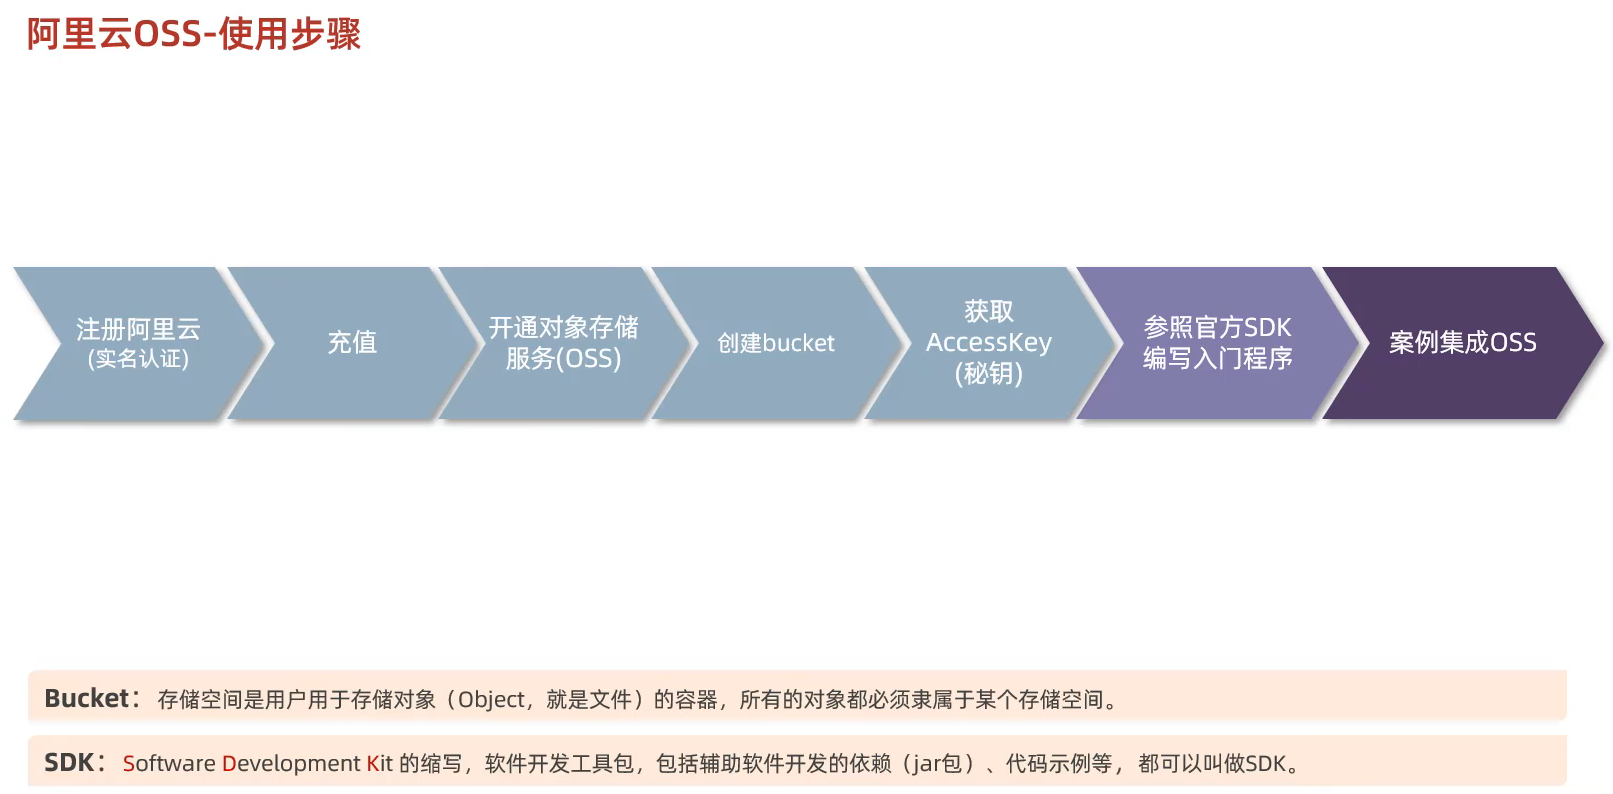 阿里云OSS-使用步骤
注册阿里云
(实名认证)
充值
开通对象存储
服务(OSS)
创建bucket
获取
AccessKey
(秘钥)
参照官方SDK
编写入门程序
案例集成OSS
Bucket：存储空间是用户用于存储对象（Object，就是文件）的容器，所有的对象都必须隶属于某个存储空间。
SDK：Software Development Kit 的缩写，软件开发工具包，包括辅助软件开发的依赖（jar包）、代码示例等，都可以叫做SDK。